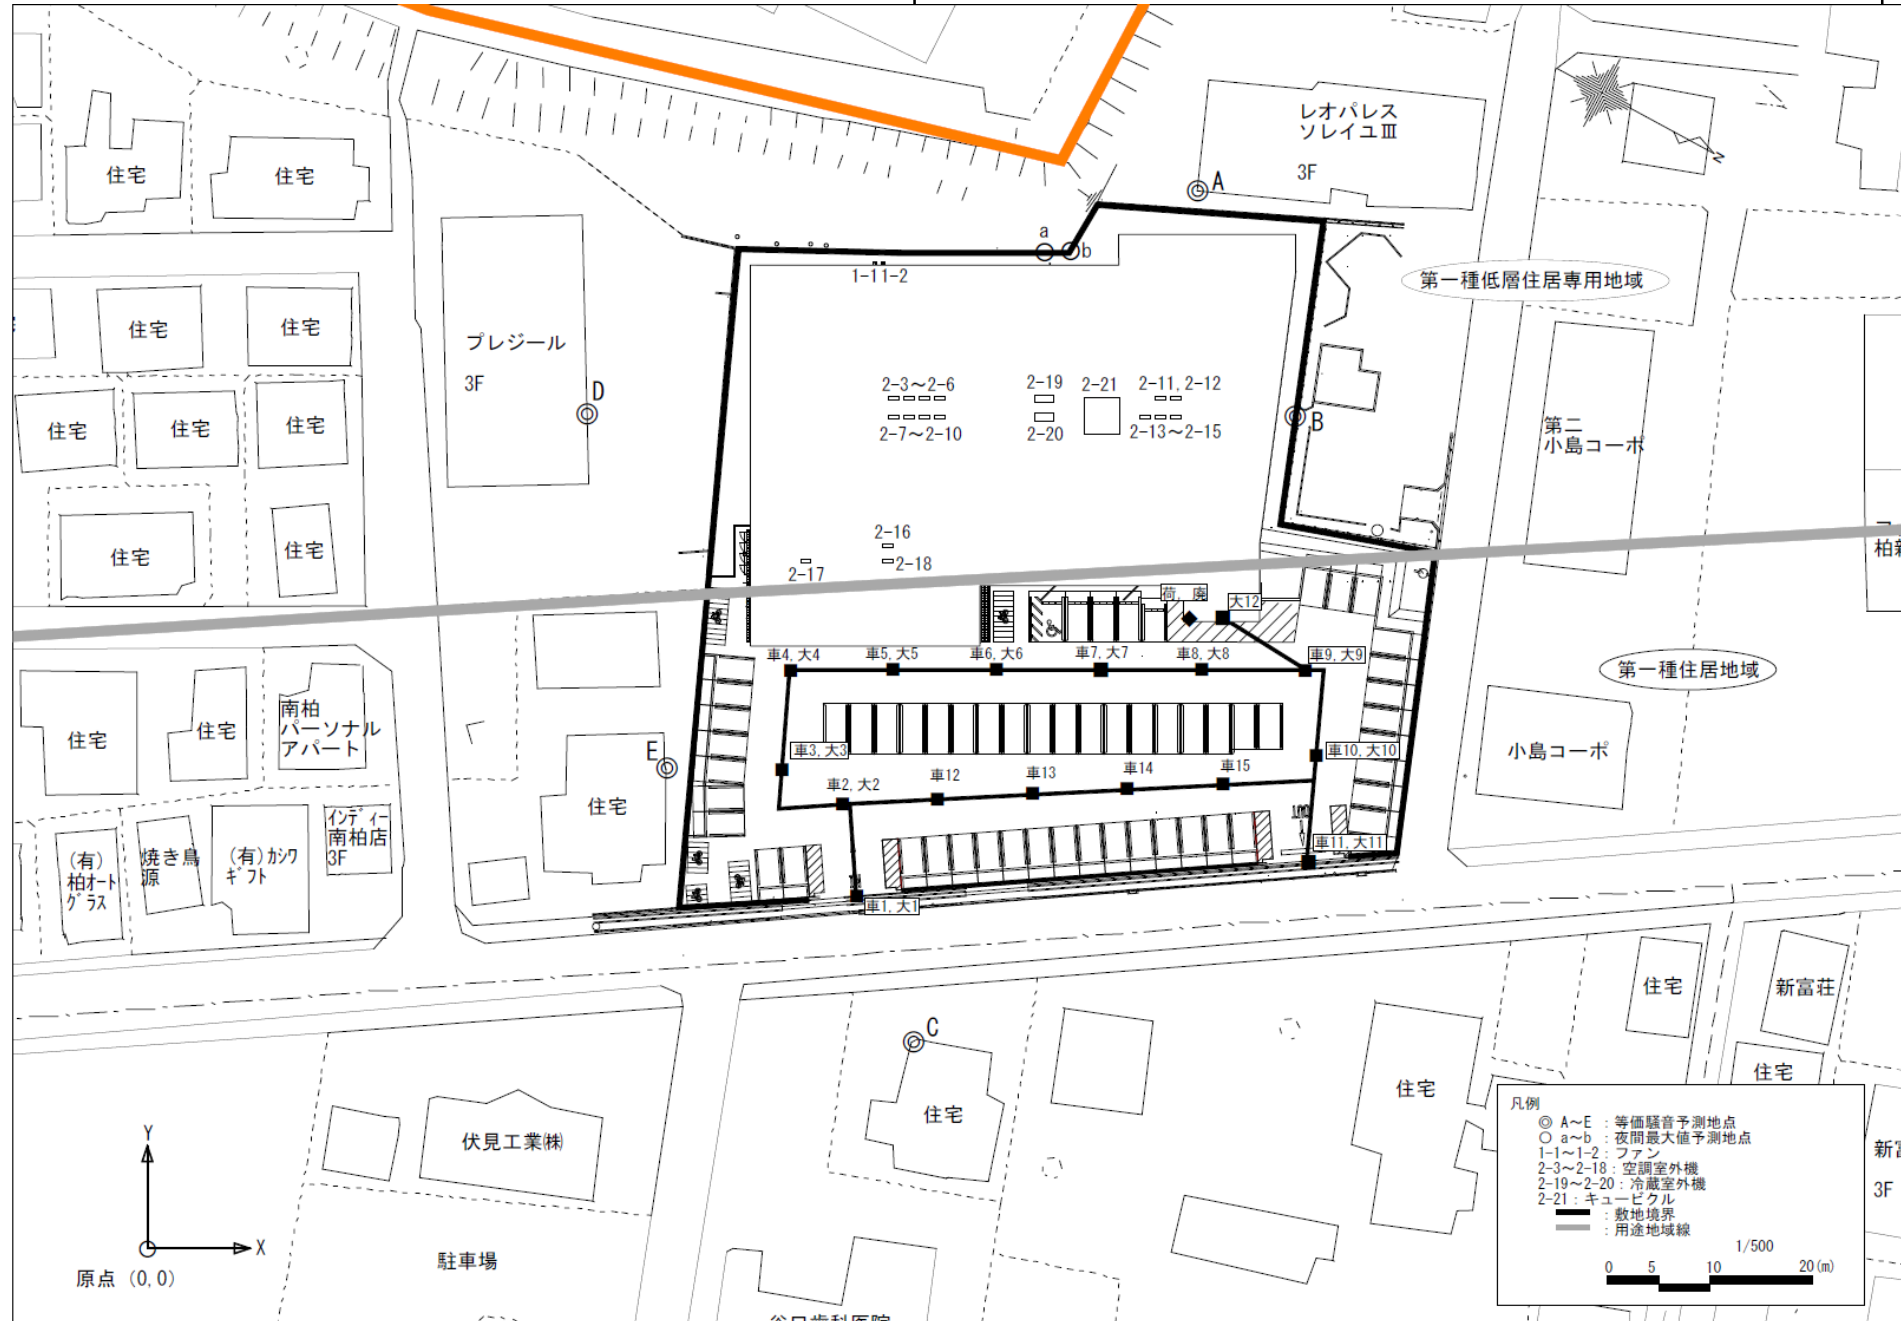 レオパレス
ソレイユⅢ
3F
A
N
住宅
住宅
a
b
1-1 1-2
第一種低層住居専用地域
住宅
住宅
プレジール
3F
D
2-3～2-6
2-19
2-21
2-11, 2-12
2-7～2-10
2-20
2-13～2-15
B
第二
小島コーポ
住宅
住宅
住宅
住宅
住宅
2-16
2-17
2-18
荷, 廃
大12
車4, 大4
車5, 大5
車6, 大6
車7, 大7
車8, 大8
車9, 大9
第一種住居地域
住宅
住宅
南柏
パーソナル
アパート
E
車3, 大3
車10, 大10
小島コーポ
車2, 大2
車12
車13
車14
車15
住宅
(有)
柏オート
グラス
焼き鳥
源
(有)カシワ
ギフト
インディー
南柏店
3F
車11, 大11
車1, 大1
住宅
新富荘
C
住宅
住宅
住宅
伏見工業㈱
駐車場
Y
X
原点 (0,0)
凡例
◎ A～E : 等価騒音予測地点
○ a～b : 夜間最大値予測地点
1-1～1-2 : ファン
2-3～2-18 : 空調室外機
2-19～2-20 : 冷蔵室外機
2-21 : キュービクル
: 敷地境界
: 用途地域線
1/500
0 5 10 20(m)
3F